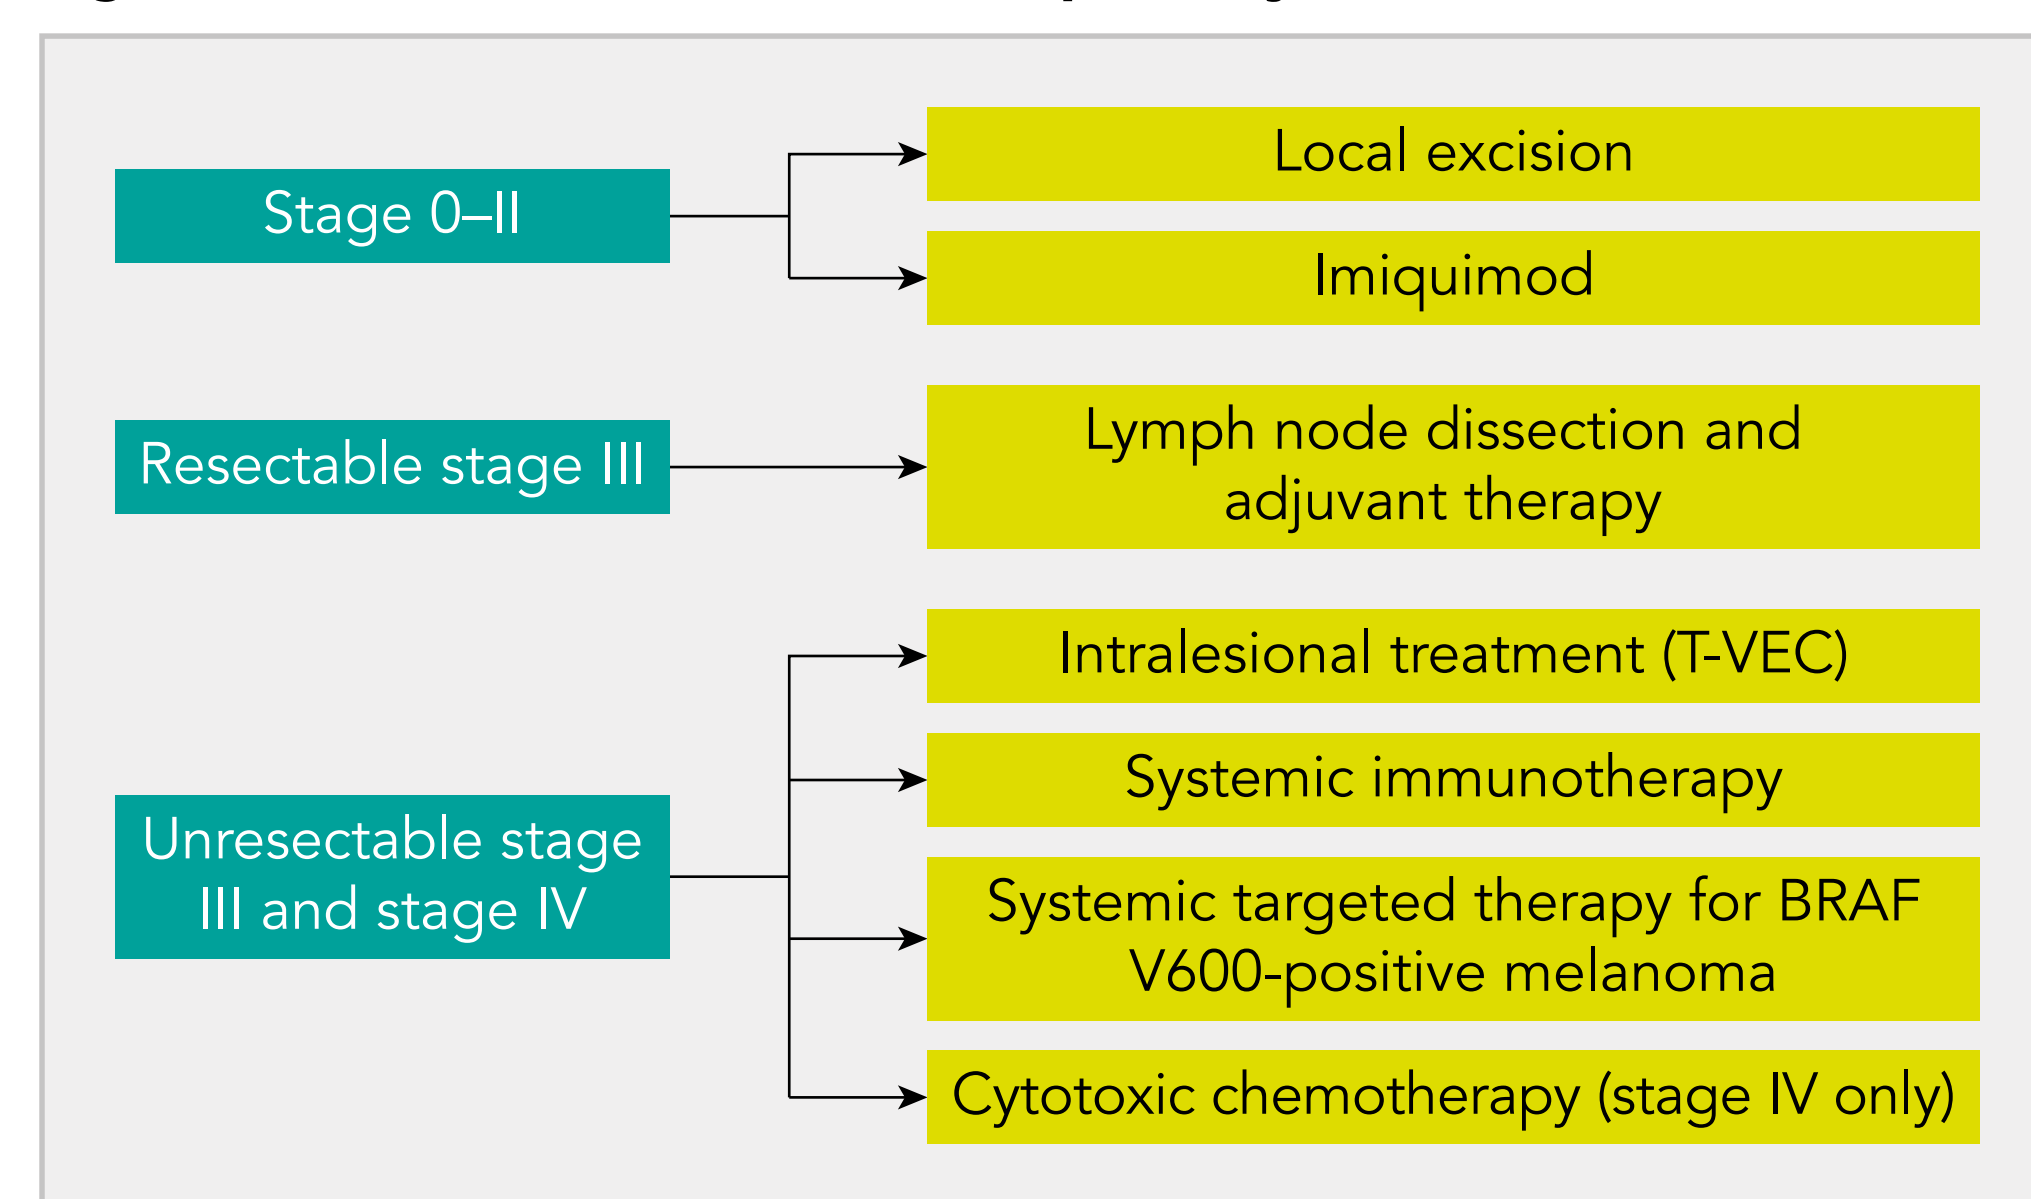 Stage 0–II
Local excision
Imiquimod
Resectable stage III
Lymph node dissection and
adjuvant therapy
Unresectable stage
III and stage IV
Intralesional treatment (T-VEC)
Systemic immunotherapy
Systemic targeted therapy for BRAF
V600-positive melanoma
Cytotoxic chemotherapy (stage IV only)